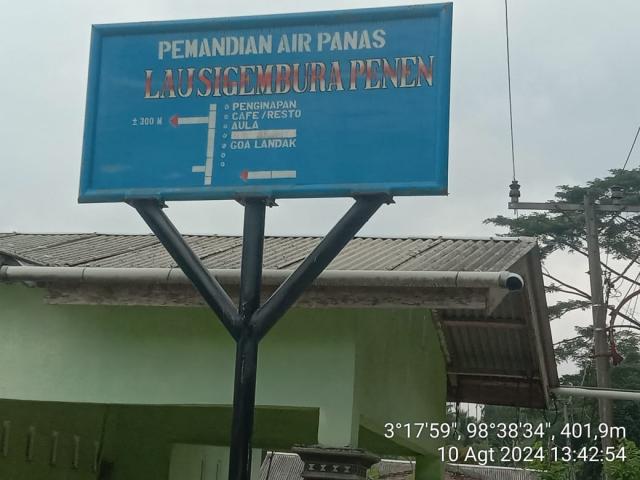 PEMANDIAN AIR PANAS
LAU SIGEMBURA PENEN
± 300 M
PENGINAPAN
CAFE/RESTO
AULA
GOA LANDAK
3°17'59", 98°38'34", 401,9m
10 Agt 2024 13:42:54